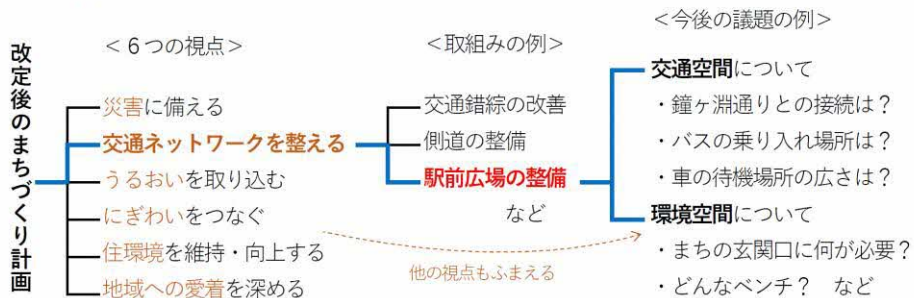 改定後のまちづくり計画
＜６つの視点＞
災害に備える
交通ネットワークを整える
うるおいを取り込む
にぎわいをつなぐ
住環境を維持・向上する
地域への愛着を深める
＜取組みの例＞
交通錯綜の改善
側道の整備
駅前広場の整備
など
他の視点もふまえる
＜今後の議題の例＞
交通空間について
・鐘ヶ淵通りとの接続は？
・バスの乗り入れ場所は？
・車の待機場所の広さは？
環境空間について
・まちの玄関口に何が必要？
・どんなベンチ？　など